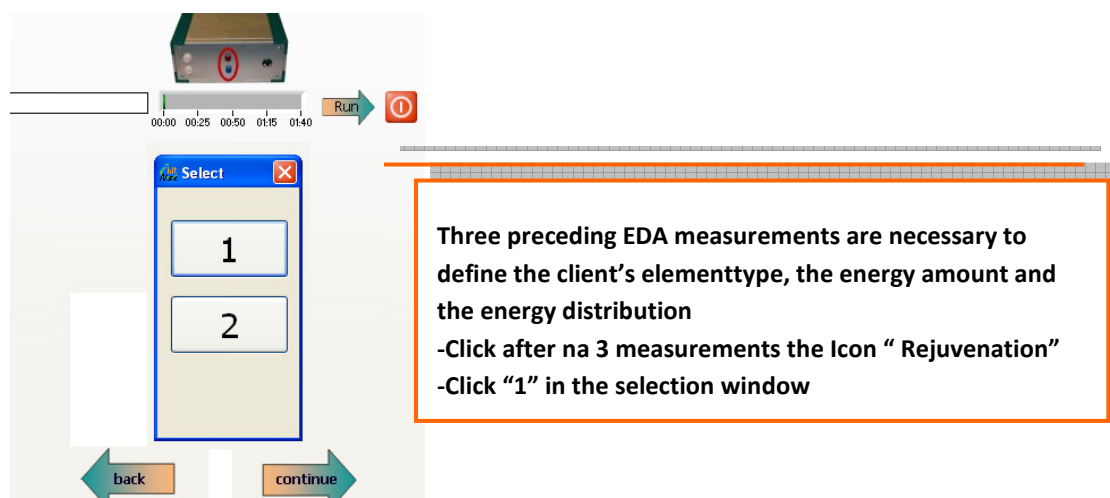 Run
00:00 00:25 00:50 01:15 01:40
Select
1
2
back
continue
Three preceding EDA measurements are necessary to
define the client’s elementtype, the energy amount and
the energy distribution
-Click after na 3 measurements the Icon “ Rejuvenation”
-Click “1” in the selection window